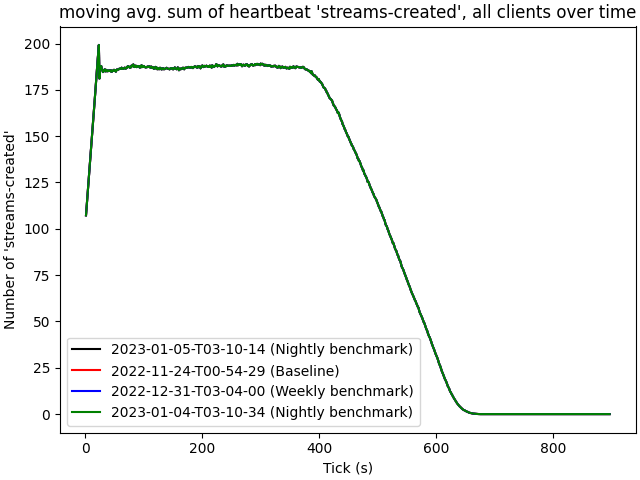 moving avg. sum of heartbeat 'streams-created', all clients over time
Number of 'streams-created'
200
175
150
125
100
75
50
25
0
2023-01-05-T03-10-14 (Nightly benchmark)
2022-11-24-T00-54-29 (Baseline)
2022-12-31-T03-04-00 (Weekly benchmark)
2023-01-04-T03-10-34 (Nightly benchmark)
0 200 400 600 800
Tick (s)